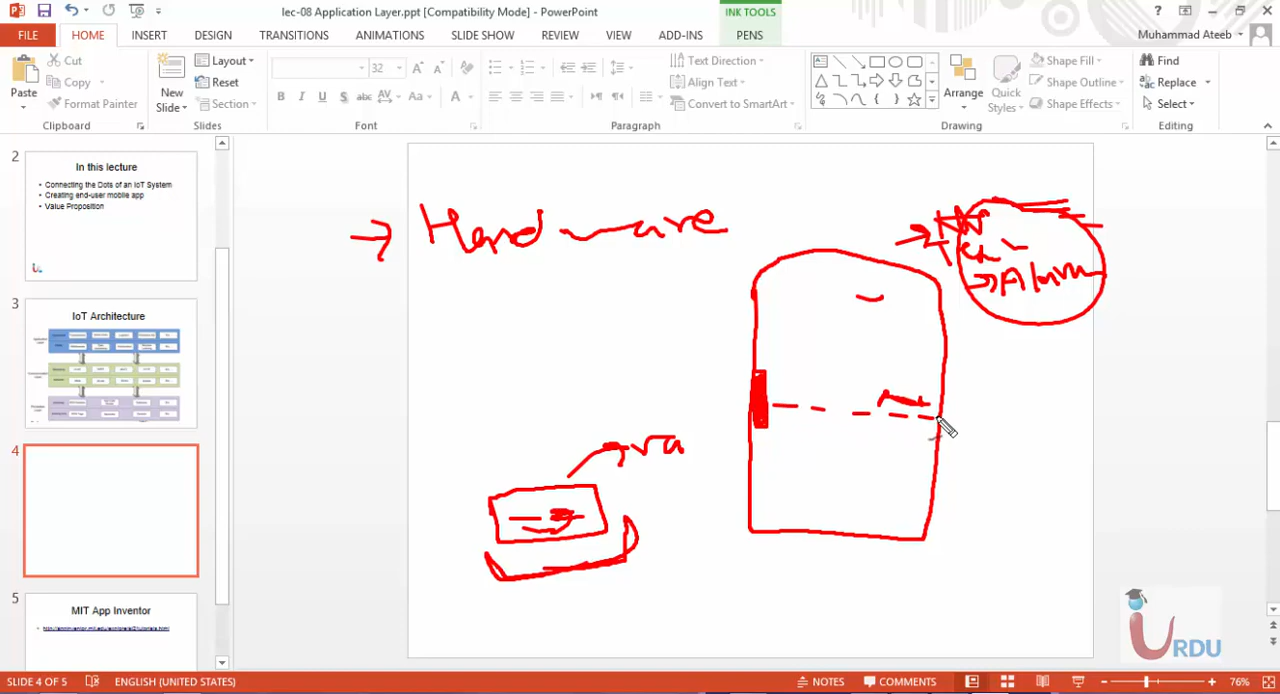 lec-08 Application Layer.ppt [Compatibility Mode] - PowerPoint
INK TOOLS
?
FILE
HOME
INSERT
DESIGN
TRANSITIONS
ANIMATIONS
SLIDE SHOW
REVIEW
VIEW
ADD-INS
PENS
Muhammad Ateeb
Paste
Cut
Copy
Format Painter
Clipboard
New
Slide
Layout
Reset
Section
Slides
32
B I U S abc AV Aa A
Font
Text Direction
Align Text
Convert to SmartArt
Paragraph
Arrange
Quick
Styles
Shape Fill
Shape Outline
Shape Effects
Drawing
Find
Replace
Select
Editing
2
In this lecture
• Connecting the Dots of an IoT System
• Creating end-user mobile app
• Value Proposition
3
IoT Architecture
4
5
MIT App Inventor
→ Hardware
→ Alarm
URDU
SLIDE 4 OF 5
ENGLISH (UNITED STATES)
NOTES
COMMENTS
76%